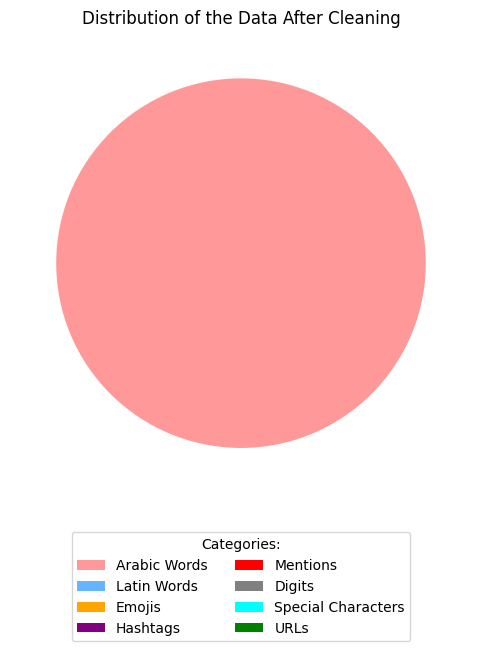 Distribution of the Data After Cleaning
Categories:
Arabic Words
Latin Words
Emojis
Hashtags
Mentions
Digits
Special Characters
URLs